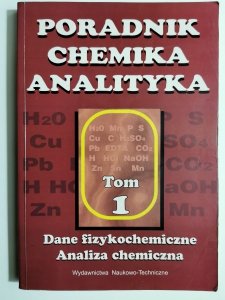 PORADNIK
CHEMIKA
ANALITYKA
H₂O Mn P S
Cu C H₂SO₄
Pb EDTA CO₂
H HCl NaOH
Zn Sn Mn
Tom
1
Dane fizykochemiczne
Analiza chemiczna
Wydawnictwa Naukowo-Techniczne